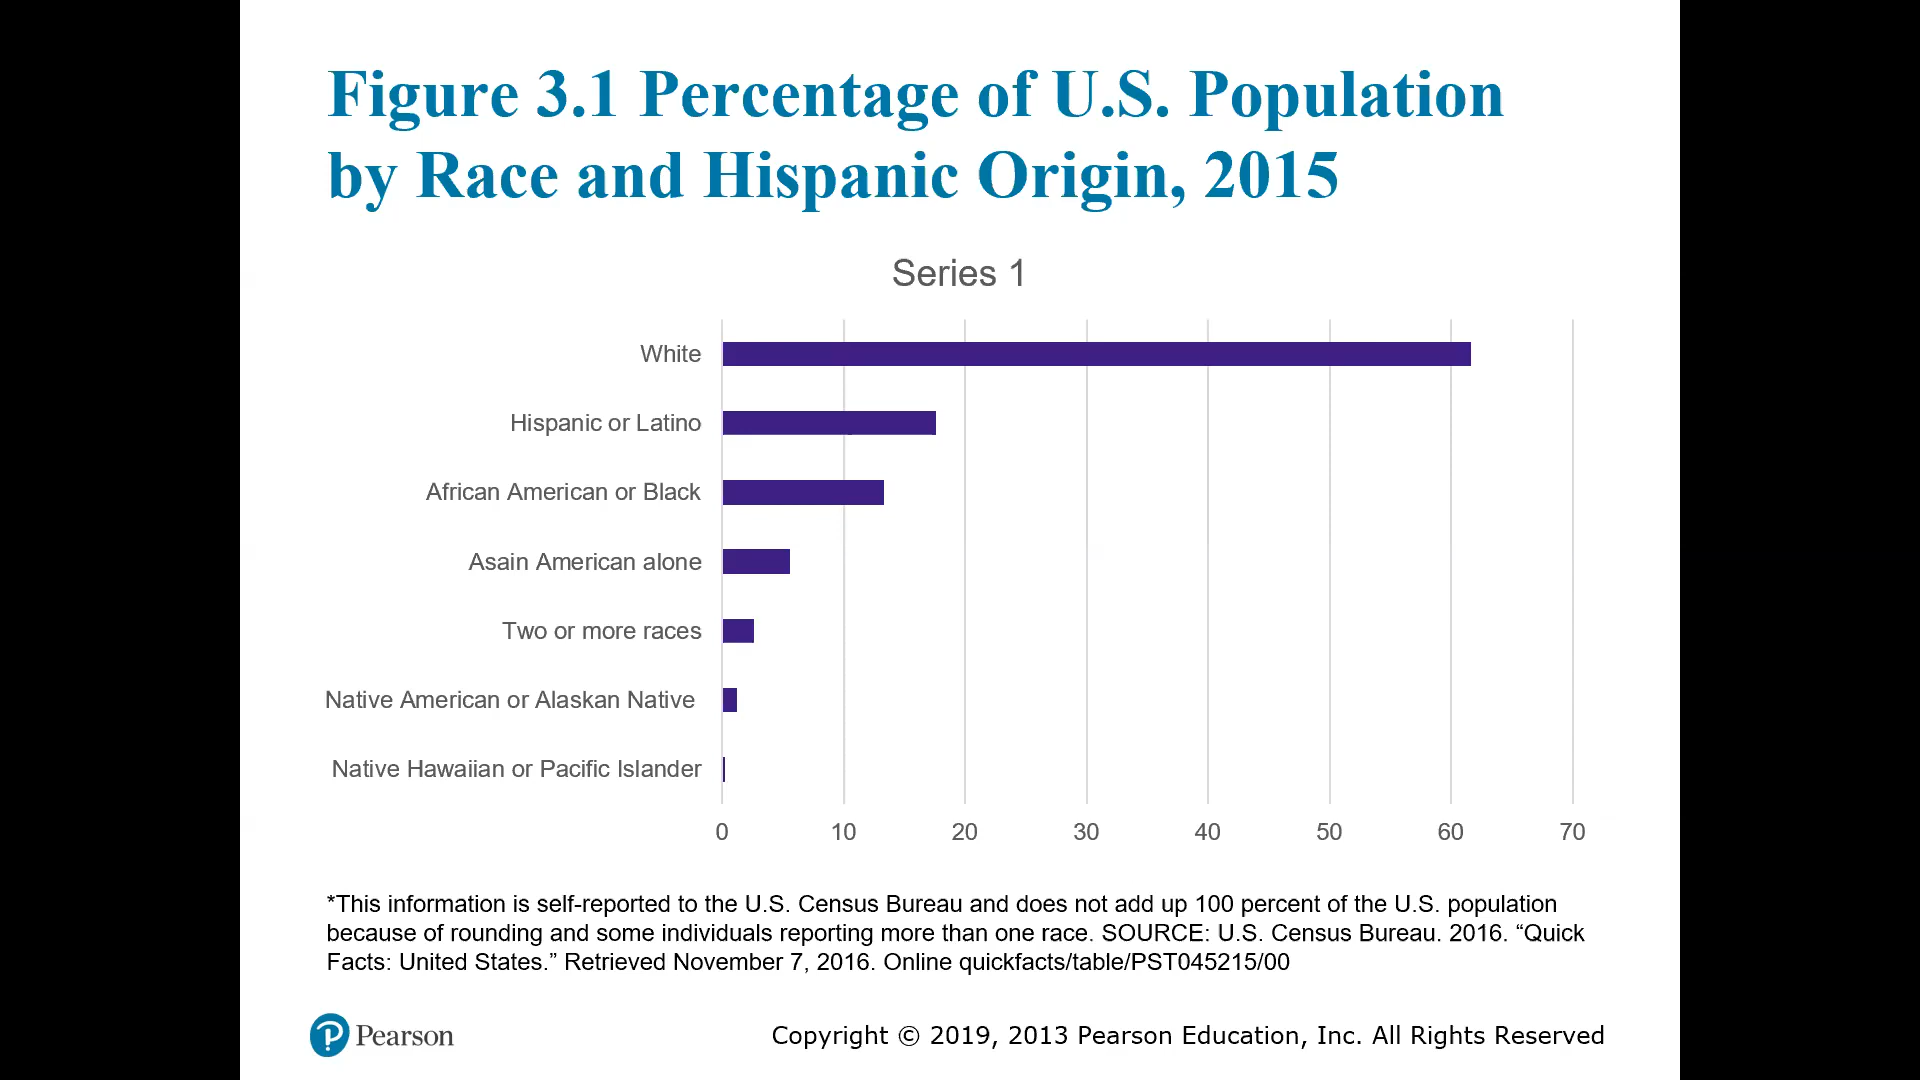 Figure 3.1 Percentage of U.S. Population
by Race and Hispanic Origin, 2015
Series 1
White
Hispanic or Latino
African American or Black
Asain American alone
Two or more races
Native American or Alaskan Native
Native Hawaiian or Pacific Islander
0 10 20 30 40 50 60 70
*This information is self-reported to the U.S. Census Bureau and does not add up 100 percent of the U.S. population
because of rounding and some individuals reporting more than one race. SOURCE: U.S. Census Bureau. 2016. “Quick
Facts: United States.” Retrieved November 7, 2016. Online quickfacts/table/PST045215/00
Pearson
Copyright © 2019, 2013 Pearson Education, Inc. All Rights Reserved